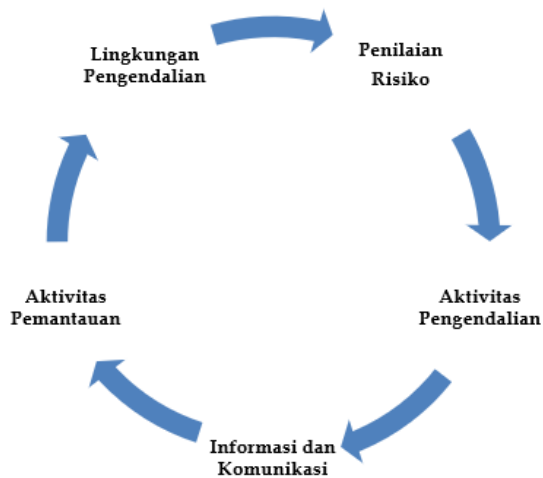 Lingkungan
Pengendalian
Penilaian
Risiko
Aktivitas
Pengendalian
Informasi dan
Komunikasi
Aktivitas
Pemantauan